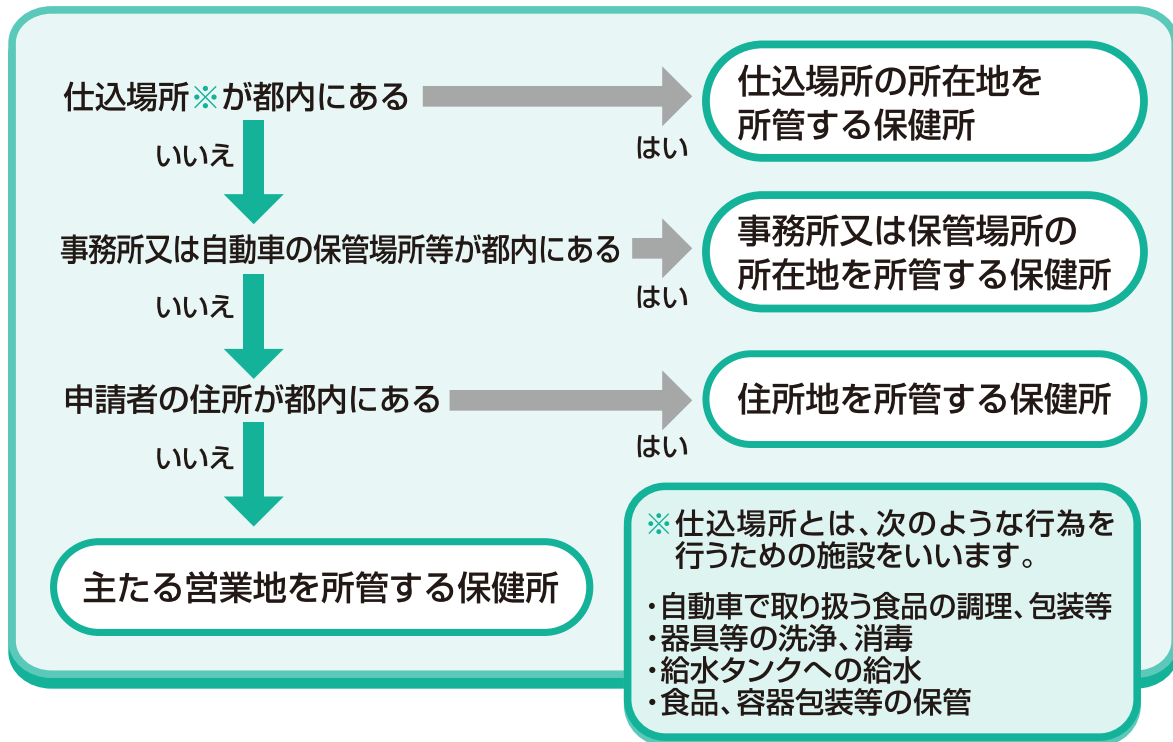 仕込場所※が都内にある
はい
仕込場所の所在地を
所管する保健所
いいえ
事務所又は自動車の保管場所等が都内にある
はい
事務所又は保管場所の
所在地を所管する保健所
いいえ
申請者の住所が都内にある
はい
住所地を所管する保健所
いいえ
主たる営業地を所管する保健所
※仕込場所とは、次のような行為を
行うための施設をいいます。
・自動車で取り扱う食品の調理、包装等
・器具等の洗浄、消毒
・給水タンクへの給水
・食品、容器包装等の保管